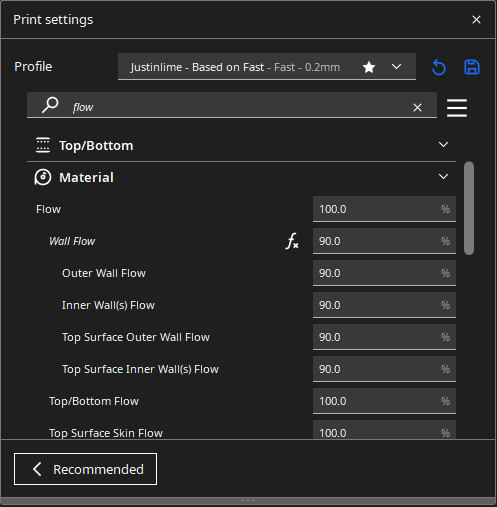 Print settings
Profile
Justinlime - Based on Fast - Fast - 0.2mm
flow
Top/Bottom
Material
Flow 100.0 %
Wall Flow 90.0 %
Outer Wall Flow 90.0 %
Inner Wall(s) Flow 90.0 %
Top Surface Outer Wall Flow 90.0 %
Top Surface Inner Wall(s) Flow 90.0 %
Top/Bottom Flow 100.0 %
Top Surface Skin Flow 100.0 %
Recommended